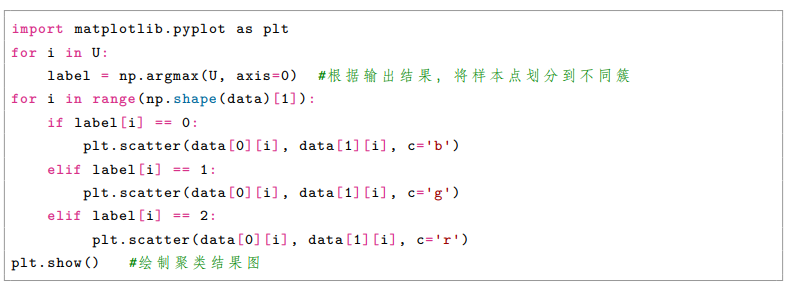 import matplotlib.pyplot as plt
for i in U:
    label = np.argmax(U, axis=0)  #根据输出结果，将样本点划分到不同簇
for i in range(np.shape(data)[1]):
    if label[i] == 0:
        plt.scatter(data[0][i], data[1][i], c='b')
    elif label[i] == 1:
        plt.scatter(data[0][i], data[1][i], c='g')
    elif label[i] == 2:
         plt.scatter(data[0][i], data[1][i], c='r')
plt.show()   #绘制聚类结果图